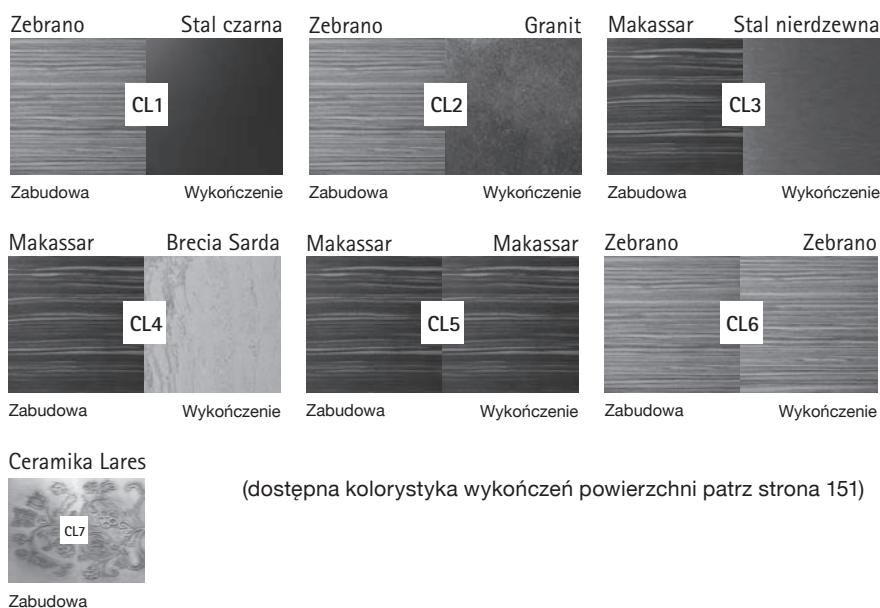 Zebrano Stal czarna
CL1
Zabudowa Wykończenie
Zebrano Granit
CL2
Zabudowa Wykończenie
Makassar Stal nierdzewna
CL3
Zabudowa Wykończenie
Makassar Brecia Sarda
CL4
Zabudowa Wykończenie
Makassar Makassar
CL5
Zabudowa Wykończenie
Zebrano Zebrano
CL6
Zabudowa Wykończenie
Ceramika Lares
CL7
Zabudowa
(dostępna kolorystyka wykończeń powierzchni patrz strona 151)